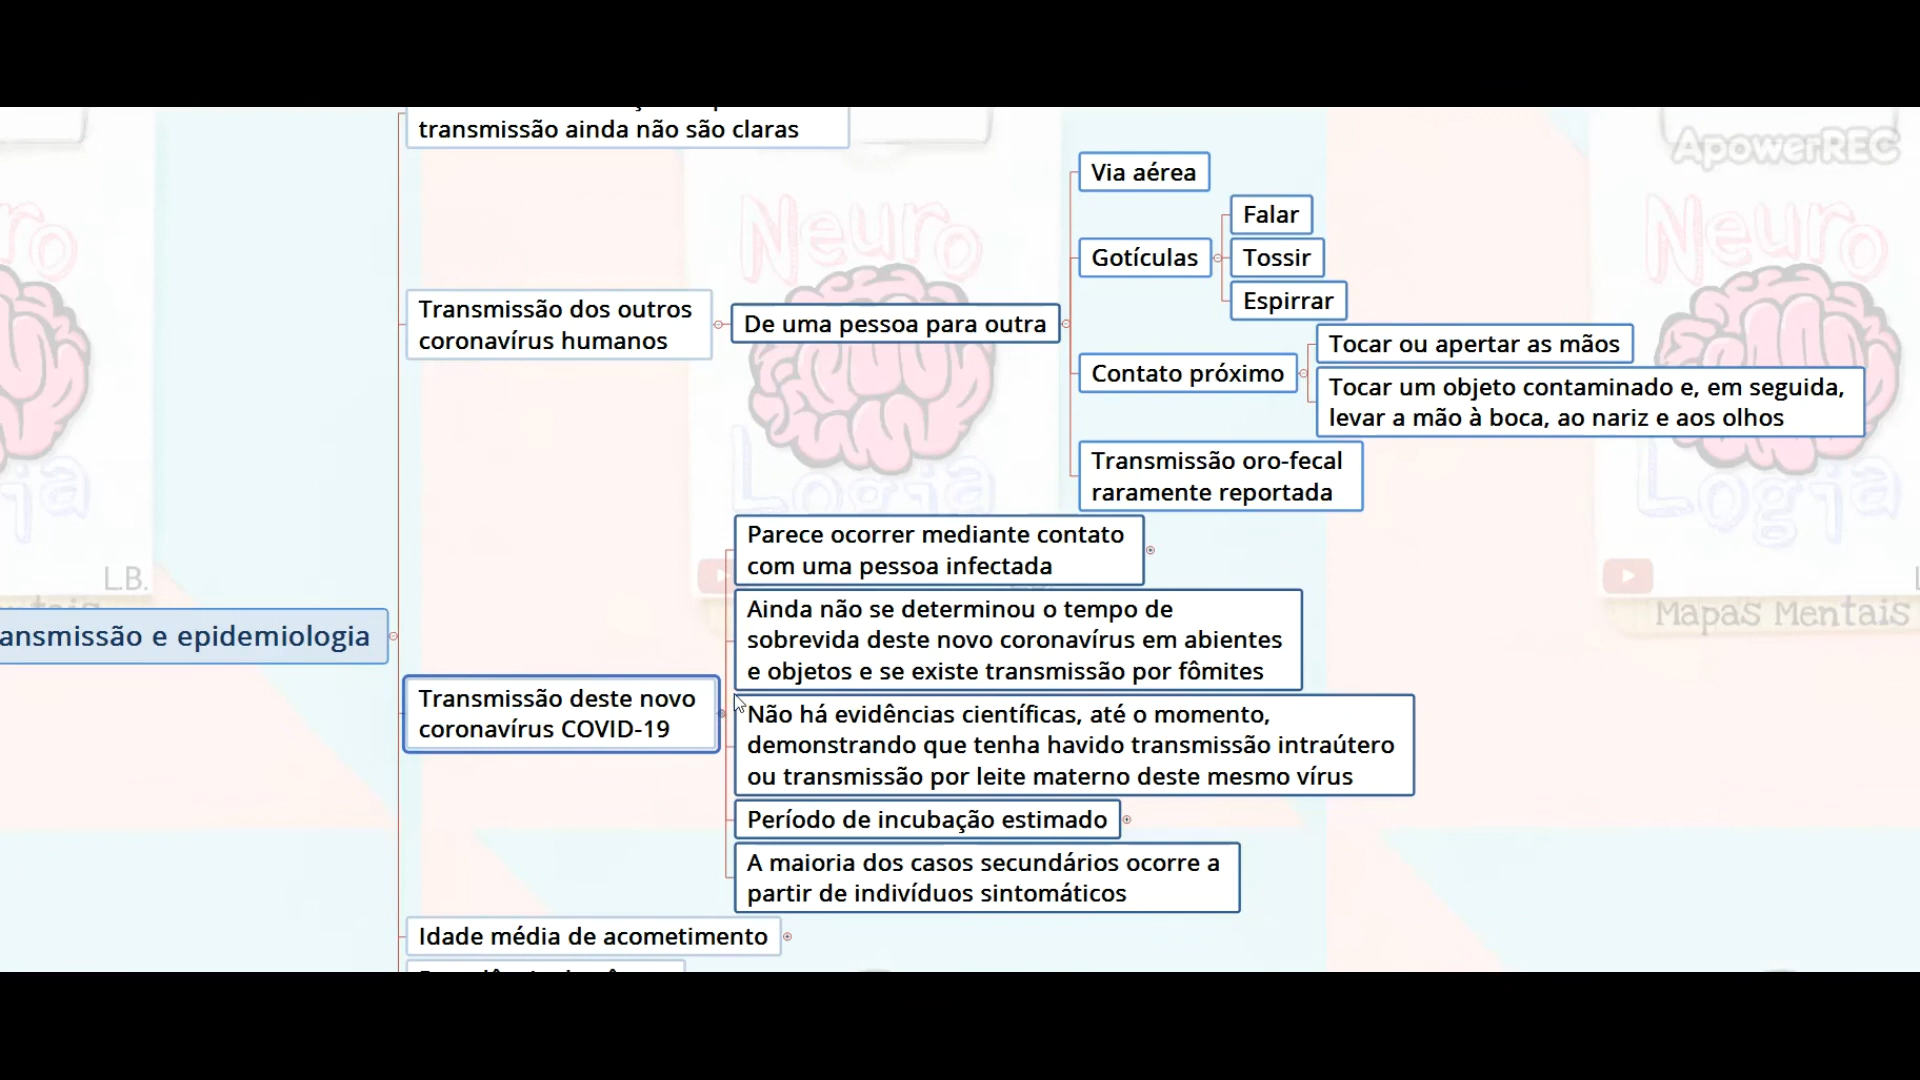 transmissão ainda não são claras
ApowerREC
Via aérea
Falar
Gotículas
Tossir
Espirrar
Transmissão dos outros
coronavírus humanos
De uma pessoa para outra
Contato próximo
Tocar ou apertar as mãos
Tocar um objeto contaminado e, em seguida,
levar a mão à boca, ao nariz e aos olhos
Transmissão oro-fecal
raramente reportada
ansmissão e epidemiologia
Transmissão deste novo
coronavírus COVID-19
Parece ocorrer mediante contato
com uma pessoa infectada
Ainda não se determinou o tempo de
sobrevida deste novo coronavírus em abientes
e objetos e se existe transmissão por fômites
Não há evidências científicas, até o momento,
demonstrando que tenha havido transmissão intraútero
ou transmissão por leite materno deste mesmo vírus
Período de incubação estimado
A maioria dos casos secundários ocorre a
partir de indivíduos sintomáticos
Idade média de acometimento
Neuro
Logia
L.B.
Neuro
Logia
Mapas Mentais